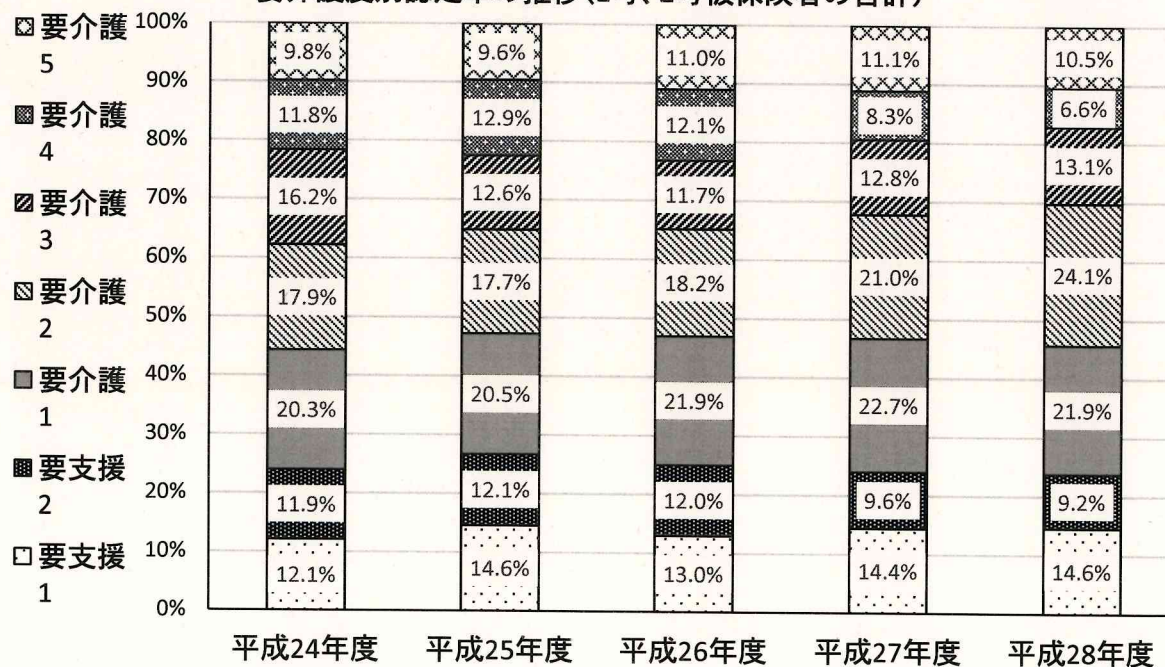 要介護
5
要介護
4
要介護
3
要介護
2
要介護
1
要支援
2
要支援
1
100%
90%
80%
70%
60%
50%
40%
30%
20%
10%
0%
9.8% 9.6% 11.0% 11.1% 10.5%
11.8% 12.9% 12.1% 8.3% 6.6%
16.2% 12.6% 11.7% 12.8% 13.1%
17.9% 17.7% 18.2% 21.0% 24.1%
20.3% 20.5% 21.9% 22.7% 21.9%
11.9% 12.1% 12.0% 9.6% 9.2%
12.1% 14.6% 13.0% 14.4% 14.6%
平成24年度 平成25年度 平成26年度 平成27年度 平成28年度